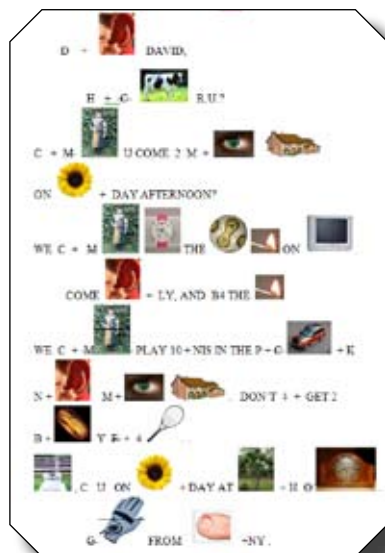 D + DAVID,
H + G- R.U.?
C + M- U COME 2 M +
ON + DAY AFTERNOON?
WE C + M THE ON
COME + LY, AND B4 THE
WE C + M- PLAY 10 + NIS IN THE P + C + K
N + M + . DON'T 4 + GET 2
B + Y R + 4
, C U ON + DAY AT + H O
G- FROM + NY .